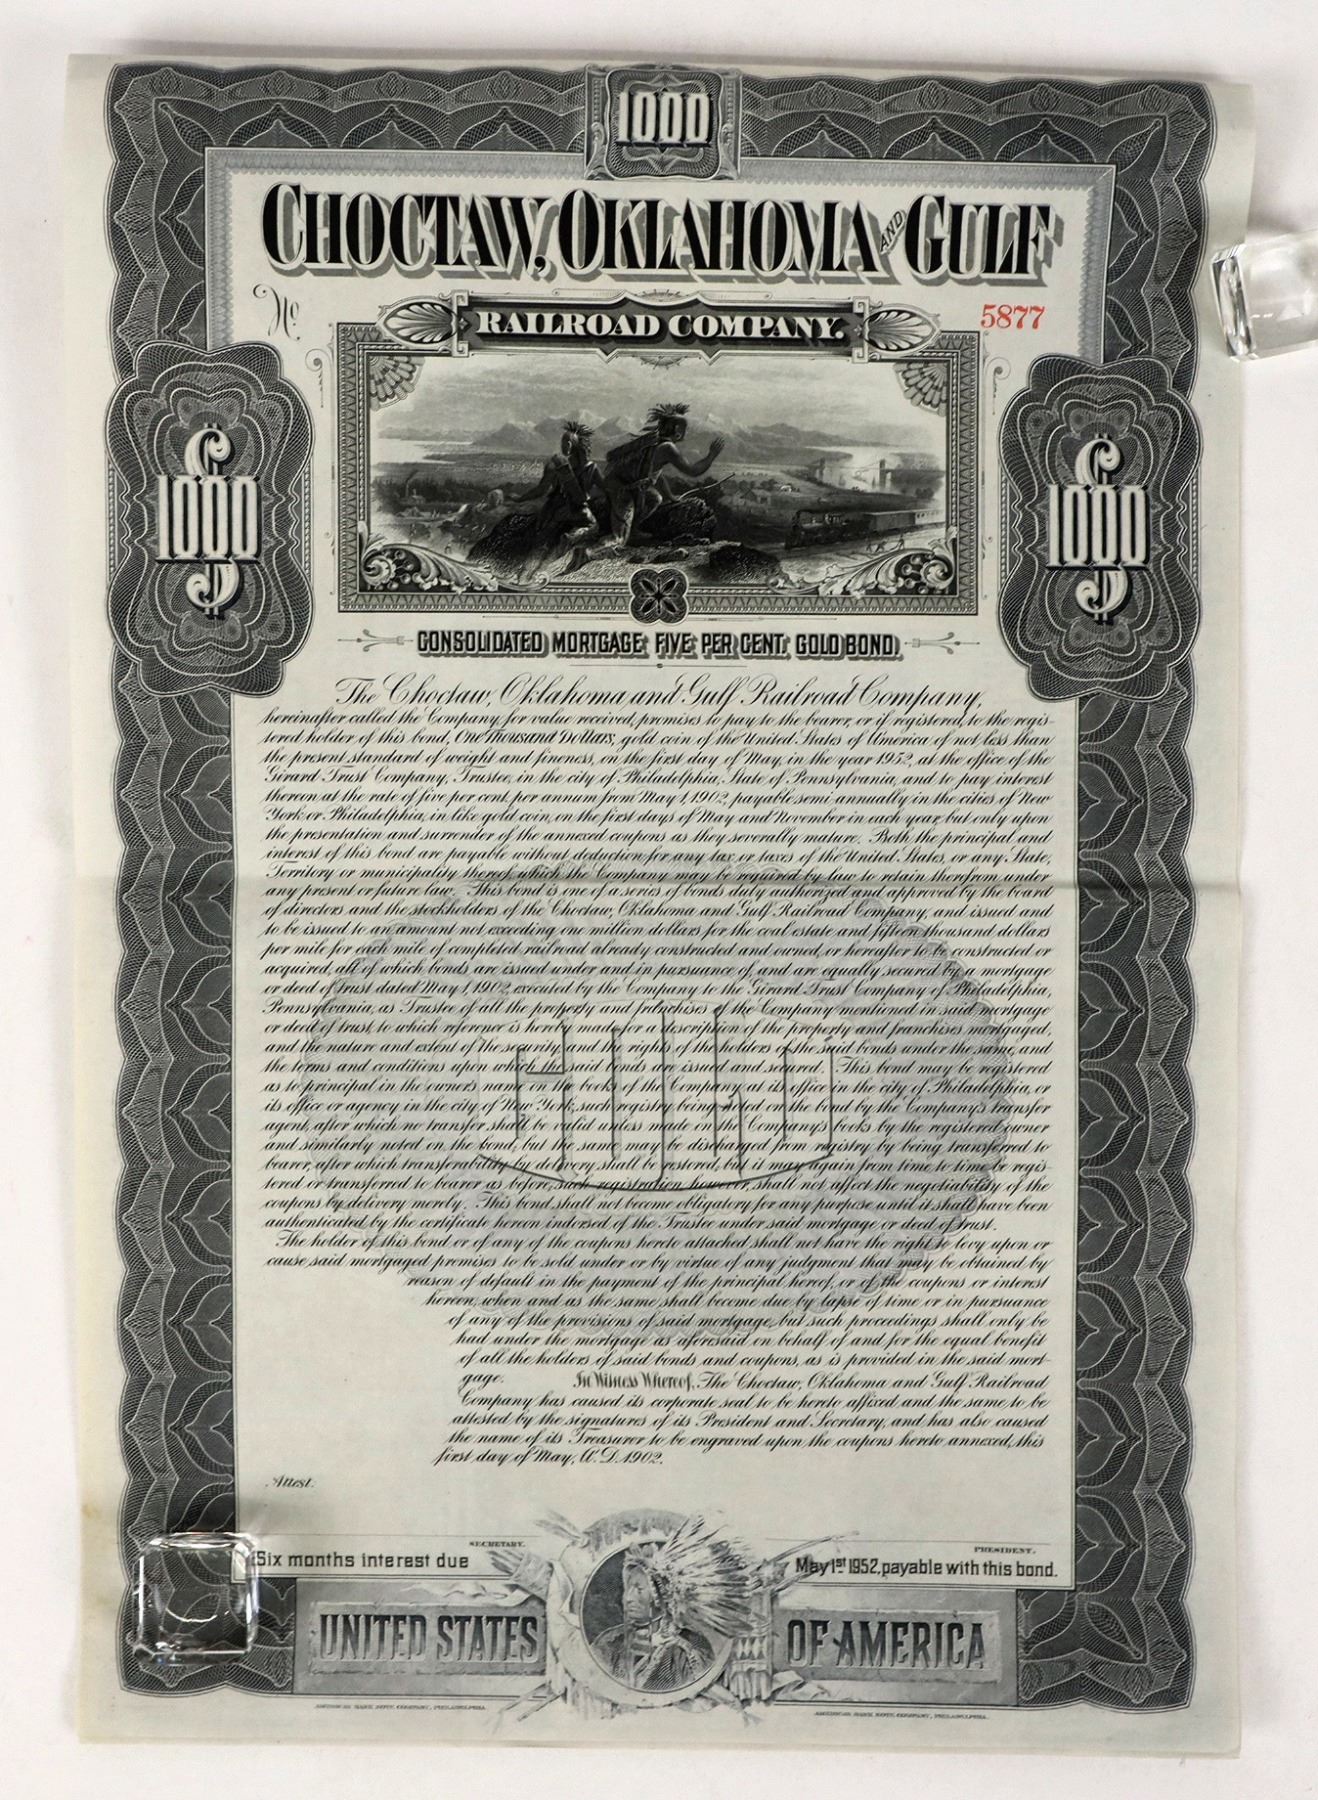 1000
CHOCTAW, OKLAHOMA AND GULF
No.
5877
RAILROAD COMPANY.
$1000
$1000
CONSOLIDATED MORTGAGE FIVE PER CENT. GOLD BOND.
The Choctaw, Oklahoma and Gulf Railroad Company,
hereinafter called the Company, for value received, promises to pay to the bearer, or if registered, to the regis-
tered holder of this bond, One Thousand Dollars, gold coin of the United States of America of not less than
the present standard of weight and fineness, on the first day of May, in the year 1952, at the office of the
Girard Trust Company, Trustee, in the city of Philadelphia, State of Pennsylvania, and to pay interest
thereon at the rate of five per cent. per annum from May 1, 1902, payable semi annually in the cities of New
York or Philadelphia, in like gold coin, on the first days of May and November in each year, but only upon
the presentation and surrender of the annexed coupons as they severally mature. Both the principal and
interest of this bond are payable without deduction for any tax or taxes of the United States, or any State,
Territory or municipality thereof, which the Company may be required by law to retain therefrom under
any present or future law. This bond is one of a series of bonds duly authorized and approved by the board
of directors and the stockholders of the Choctaw, Oklahoma and Gulf Railroad Company, and issued and
to be issued to an amount not exceeding one million dollars for the coal estate and fifteen thousand dollars
per mile for each mile of completed railroad already constructed and owned, or hereafter to be constructed or
acquired, all of which bonds are issued under and in pursuance of, and are equally secured by a mortgage
or deed of trust dated May 1, 1902, executed by the Company to the Girard Trust Company of Philadelphia,
Pennsylvania, as Trustee of all the property and franchises of the Company mentioned in said mortgage
or deed of trust, to which reference is hereby made for a description of the property and franchises mortgaged,
and the nature and extent of the security, and the rights of the holders of the said bonds under the same, and
the terms and conditions upon which the said bonds are issued and secured. This bond may be registered
as to principal in the owner's name on the books of the Company at its office in the city of Philadelphia, or
its office or agency in the city of New York, such registry being noted on the bond by the Company's transfer
agent, after which no transfer shall be valid unless made on the Company's books by the registered owner
and similarly noted on the bond, but the same may be discharged from registry by being transferred to
bearer, after which transferability by delivery shall be restored, but it may again from time to time be regis-
tered or transferred to bearer as before, such registration, however, shall not affect the negotiability of the
coupons by delivery merely. This bond shall not become obligatory for any purpose until it shall have been
authenticated by the certificate hereon indorsed of the Trustee under said mortgage or deed of trust.
The holder of this bond or of any of the coupons hereto attached shall not have the right to levy upon or
cause said mortgaged premises to be sold under or by virtue of any judgment that may be obtained by
reason of default in the payment of the principal hereof, or of the coupons or interest
hereon, when and as the same shall become due by lapse of time or in pursuance
of any of the provisions of said mortgage, but such proceedings shall only be
had under the mortgage as aforesaid on behalf of and for the equal benefit
of all the holders of said bonds and coupons, as is provided in the said mort-
gage. In Witness Whereof, The Choctaw, Oklahoma and Gulf Railroad
Company has caused its corporate seal to be hereto affixed and the same to be
attested by the signatures of its President and Secretary, and has also caused
the name of its Treasurer to be engraved upon the coupons hereto annexed, this
first day of May, A.D. 1902.
Attest.
SECRETARY.
PRESIDENT.
Six months interest due
May 1st 1952, payable with this bond.
UNITED STATES
OF AMERICA
AMERICAN BANK NOTE COMPANY, PHILADELPHIA.
AMERICAN BANK NOTE COMPANY, PHILADELPHIA.